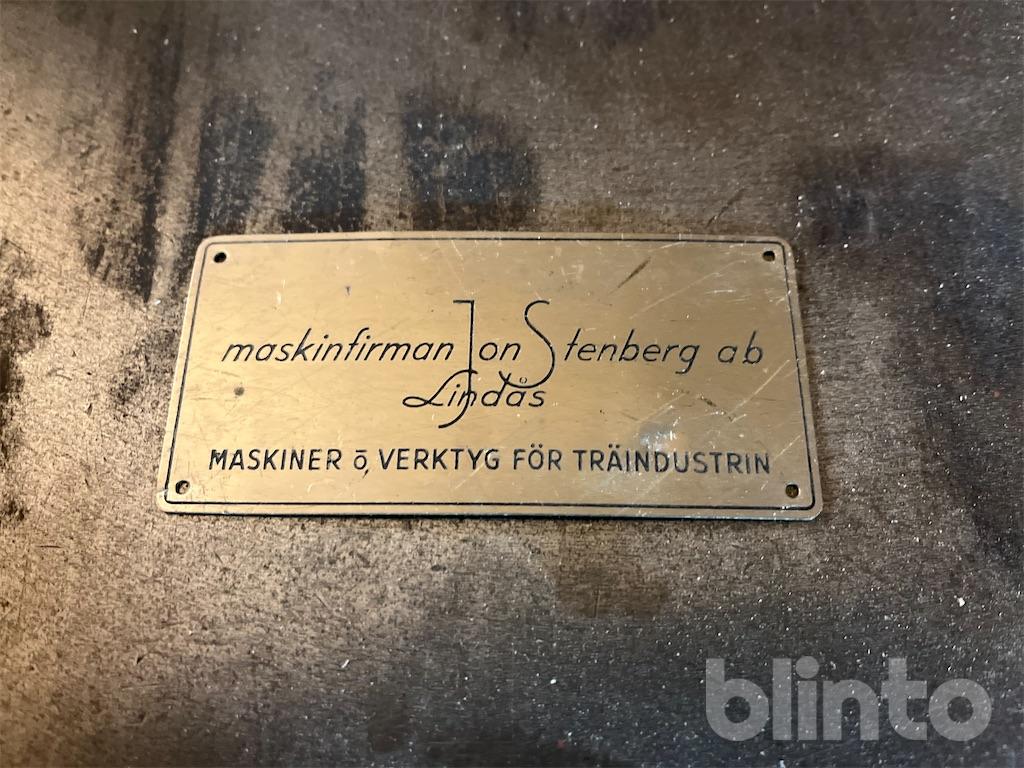 maskinfirman Jon Stenberg ab
Lindås
MASKINER ō, VERKTYG FÖR TRÄINDUSTRIN
blinto